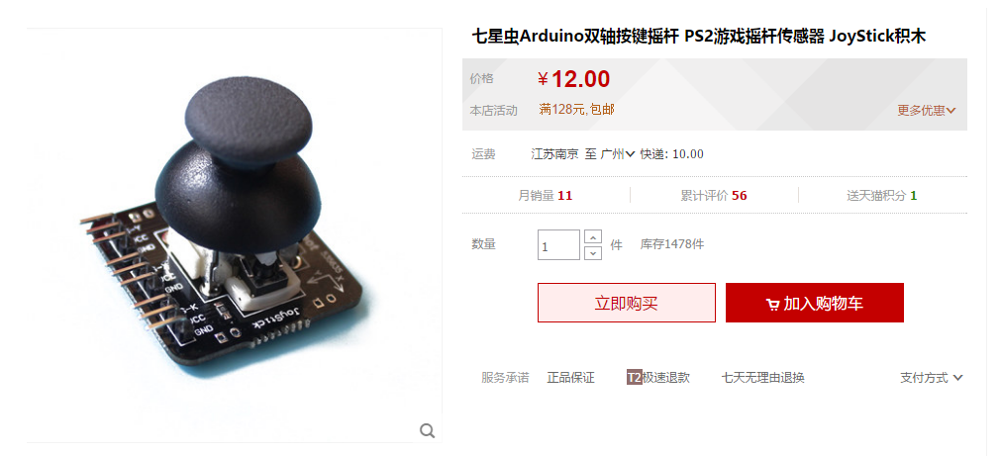 七星虫Arduino双轴按键摇杆 PS2游戏摇杆传感器 JoyStick积木
价格 ¥12.00
本店活动 满128元,包邮 更多优惠
运费 江苏南京 至 广州 快递: 10.00
月销量 11 累计评价 56 送天猫积分 1
数量 1 件 库存1478件
立即购买 加入购物车
服务承诺 正品保证 T2极速退款 七天无理由退换 支付方式
VCC
GND
VCC
GND
-K
VCC
GND
JoyStick
X